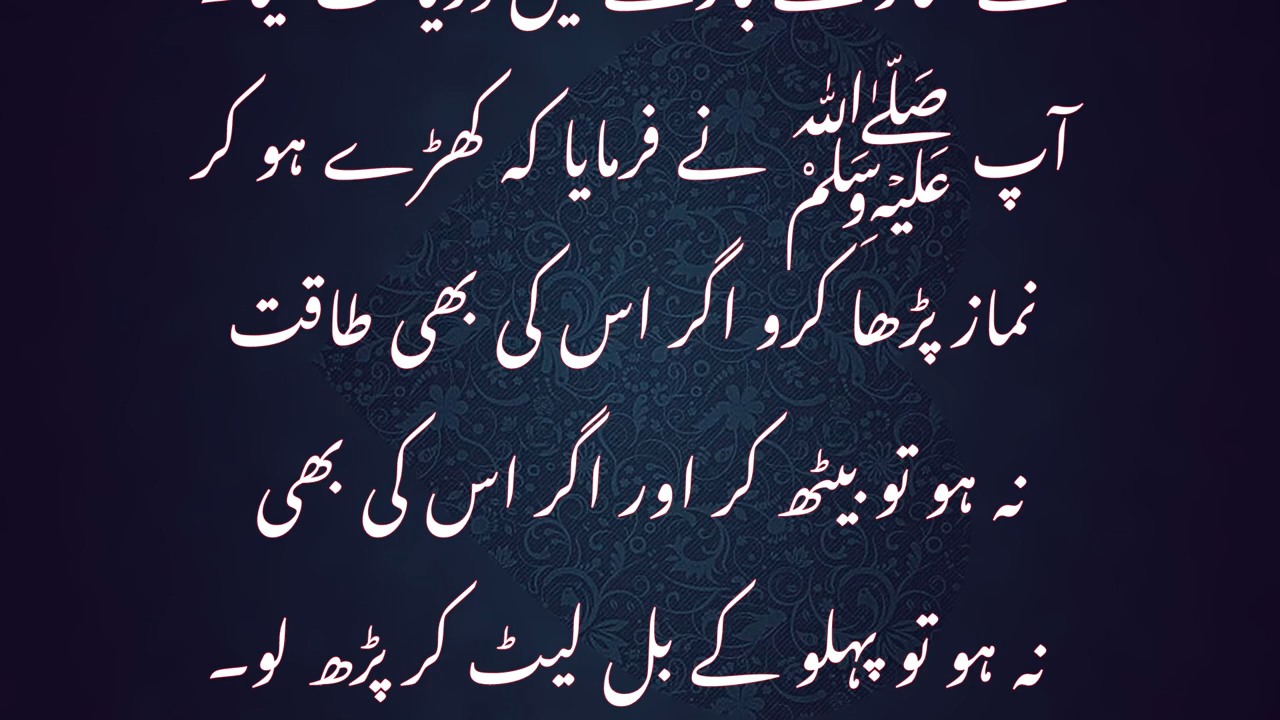 آپ صَلَّےاللّٰہ عَلَیْہِ وَسَلَّمْ نے فرمایا کہ کھڑے ہو کر
نماز پڑھا کرو اگر اس کی بھی طاقت
نہ ہو تو بیٹھ کر اور اگر اس کی بھی
نہ ہو تو پہلو کے بل لیٹ کر پڑھ لو۔